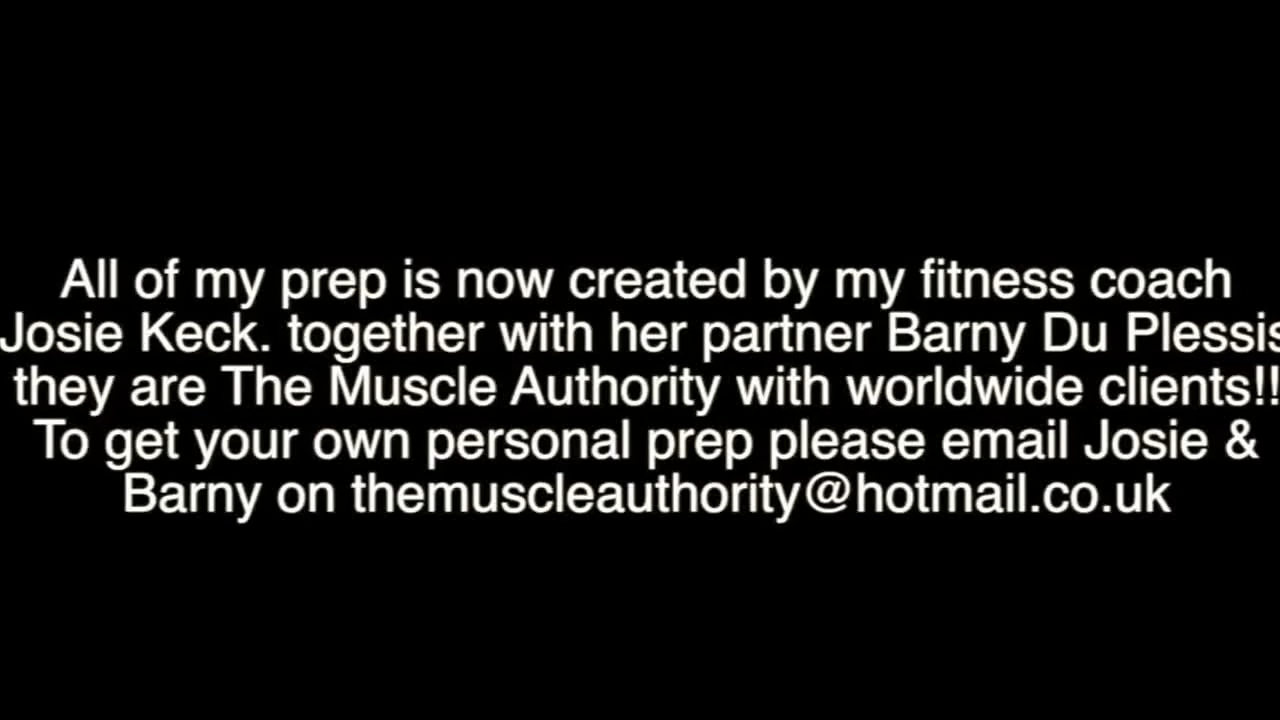 All of my prep is now created by my fitness coach
Josie Keck. together with her partner Barny Du Plessis
they are The Muscle Authority with worldwide clients!!
To get your own personal prep please email Josie &
Barny on themuscleauthority@hotmail.co.uk